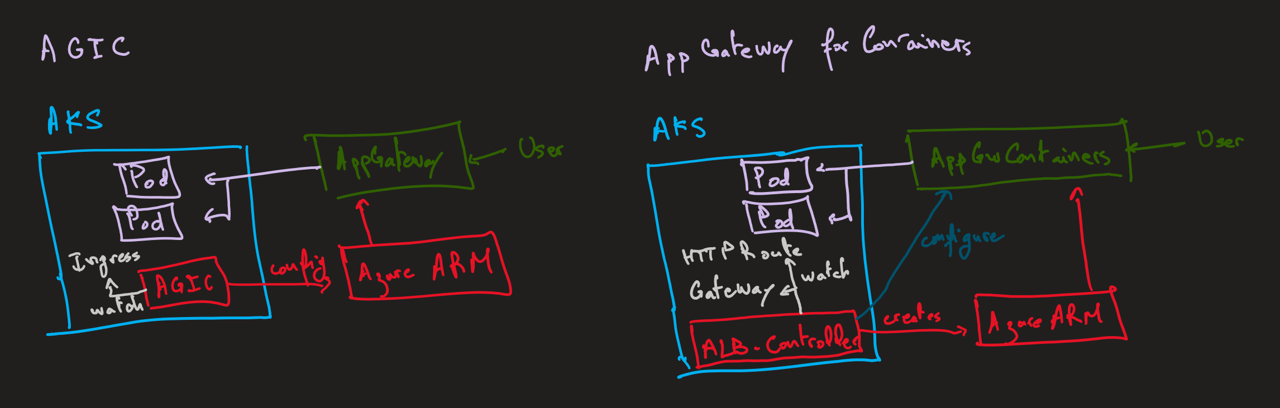 AGIC
AKS
Pod
Pod
Ingress
watch
AGIC
config
Azure ARM
AppGateway
User
App Gateway for Containers
AKS
Pod
Pod
HTTPRoute
Gateway
watch
ALB-Controller
configure
creates
Azure ARM
AppGwContainers
User